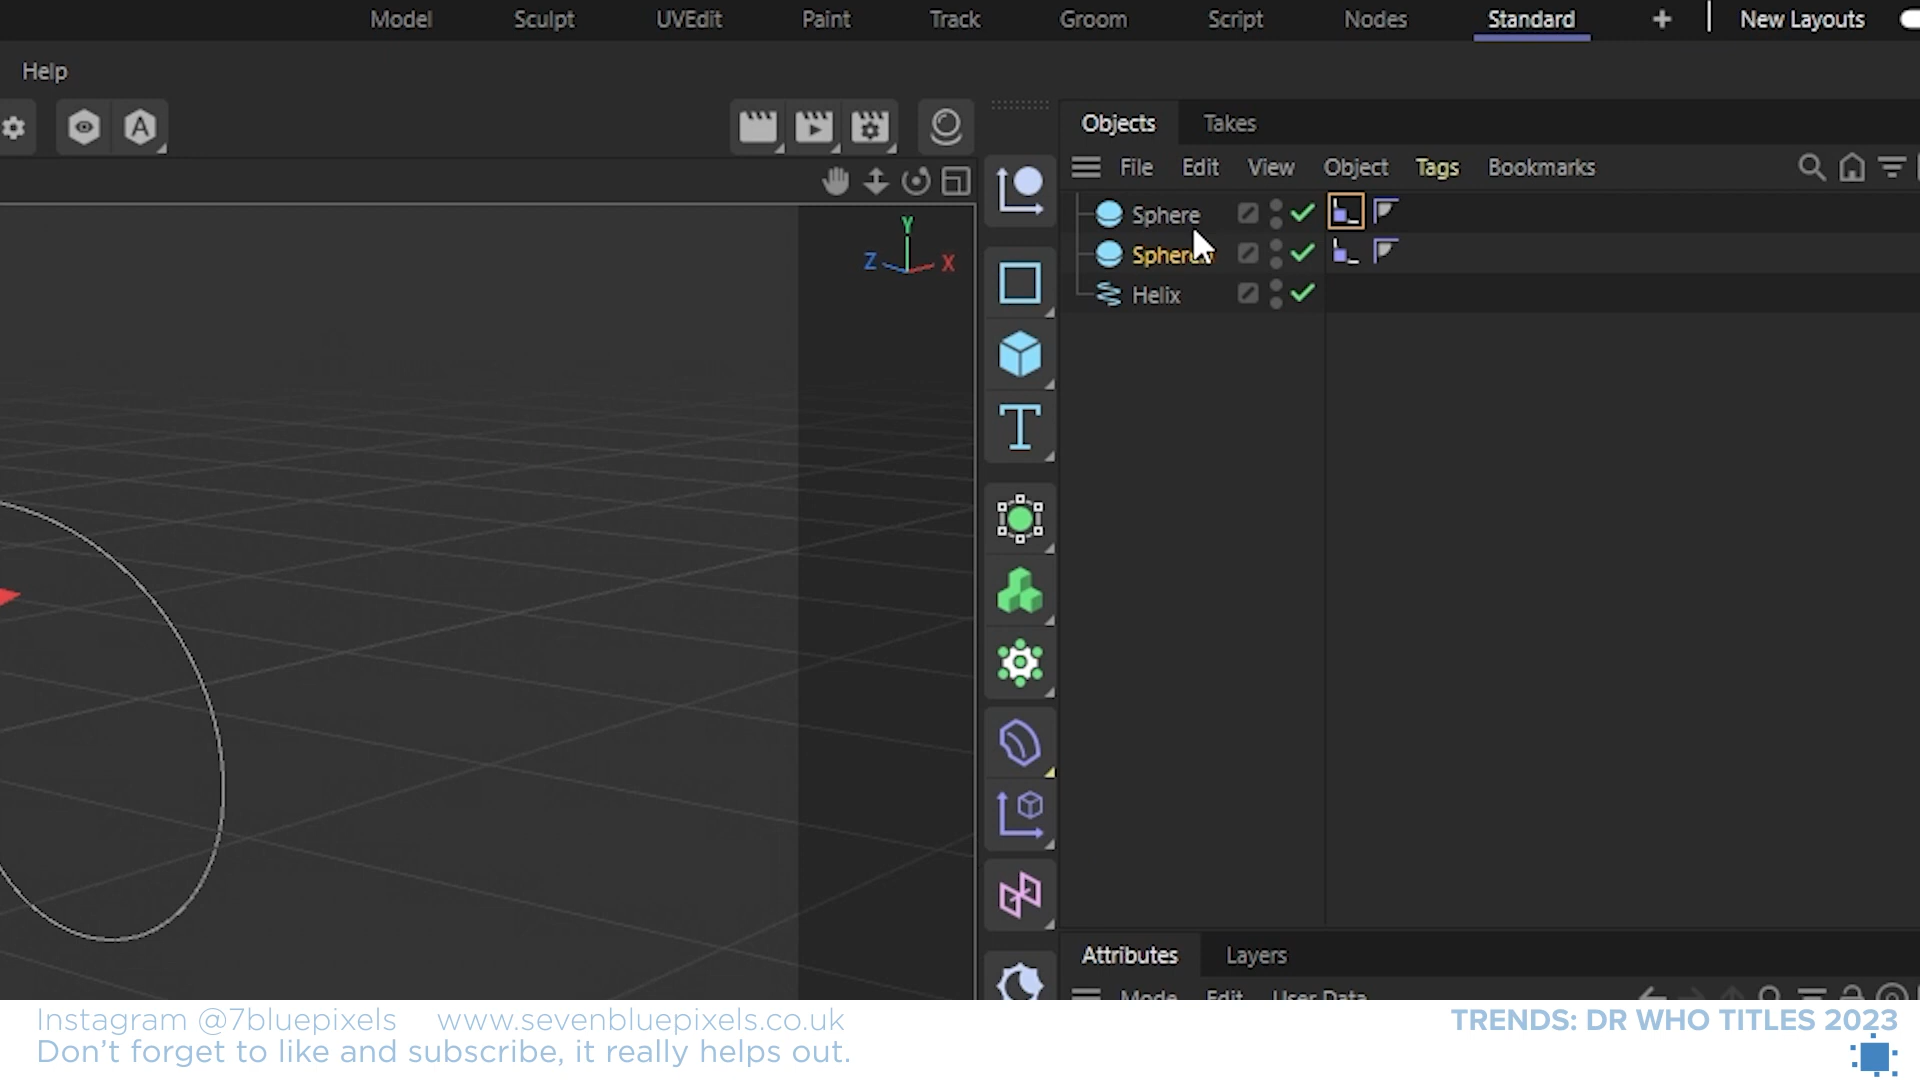 Model Sculpt UVEdit Paint Track Groom Script Nodes Standard + New Layouts
Help
Objects Takes
File Edit View Object Tags Bookmarks
Sphere
Helix
Y
Z X
Attributes Layers
Mode Edit User Data
Instagram @7bluepixels www.sevenbluepixels.co.uk
Don't forget to like and subscribe, it really helps out.
TRENDS: DR WHO TITLES 2023